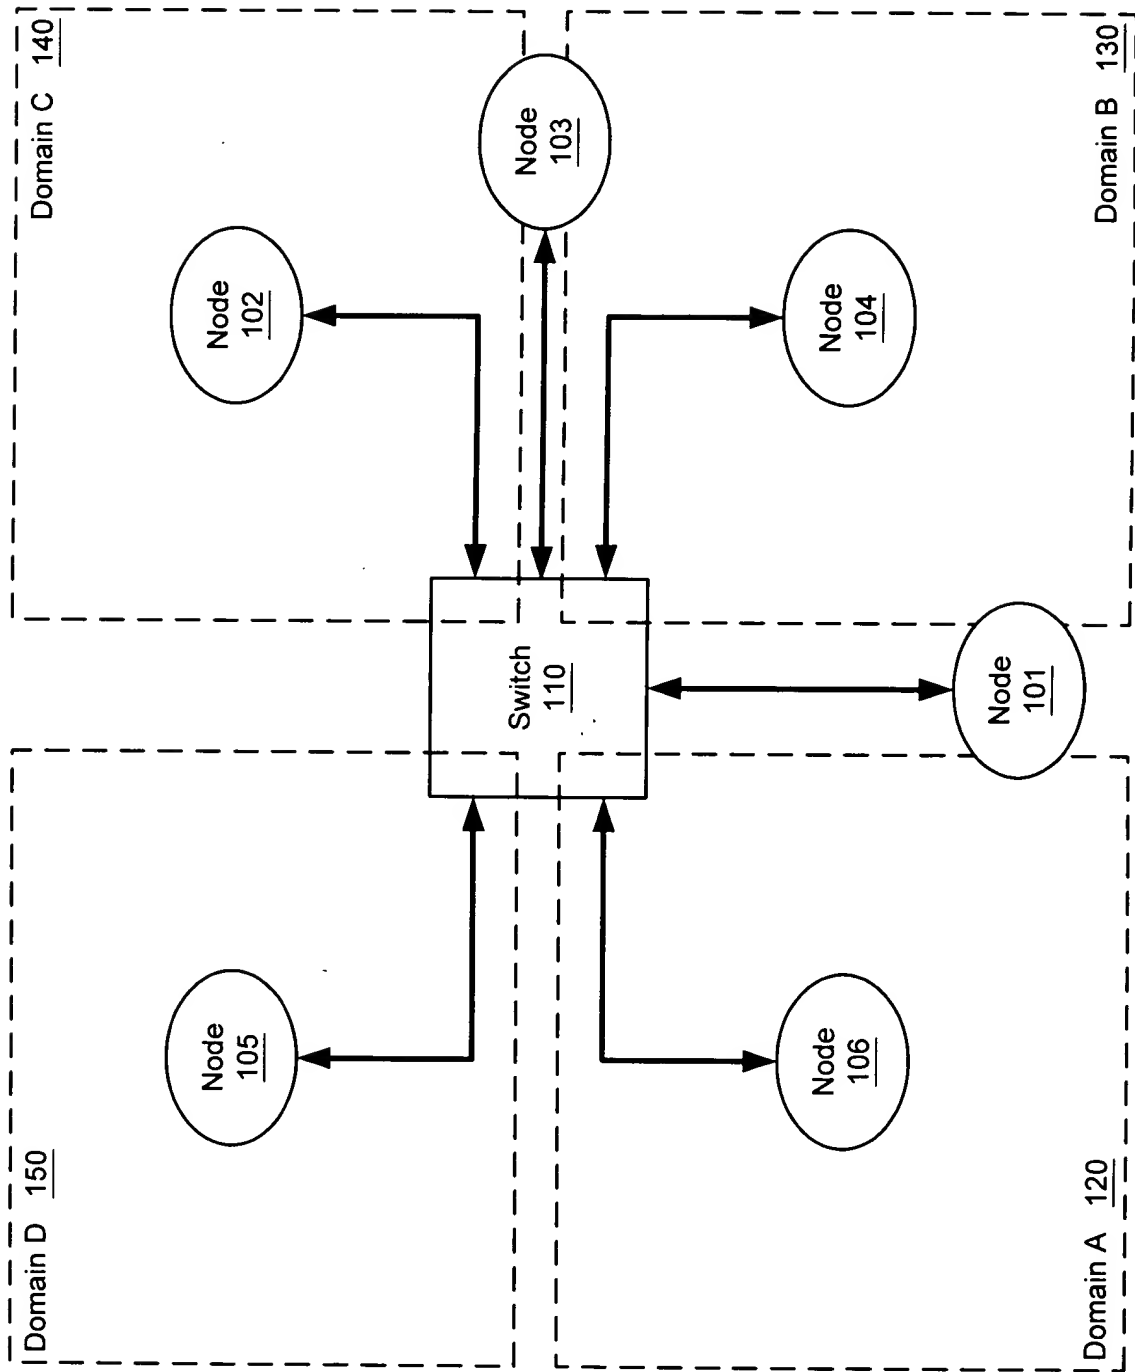 Domain D 150
Domain C 140
Node
105
Node
102
Switch
110
Node
103
Node
106
Node
104
Node
101
Domain A 120
Domain B 130